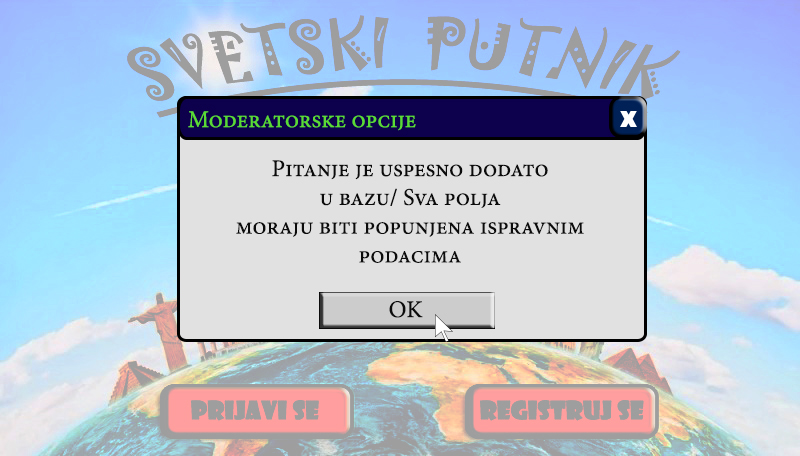 SVETSKI PUTNIK
Moderatorske opcije
X
Pitanje je uspesno dodato
u bazu/ Sva polja
moraju biti popunjena ispravnim
podacima
OK
PRIJAVI SE
REGISTRUJ SE